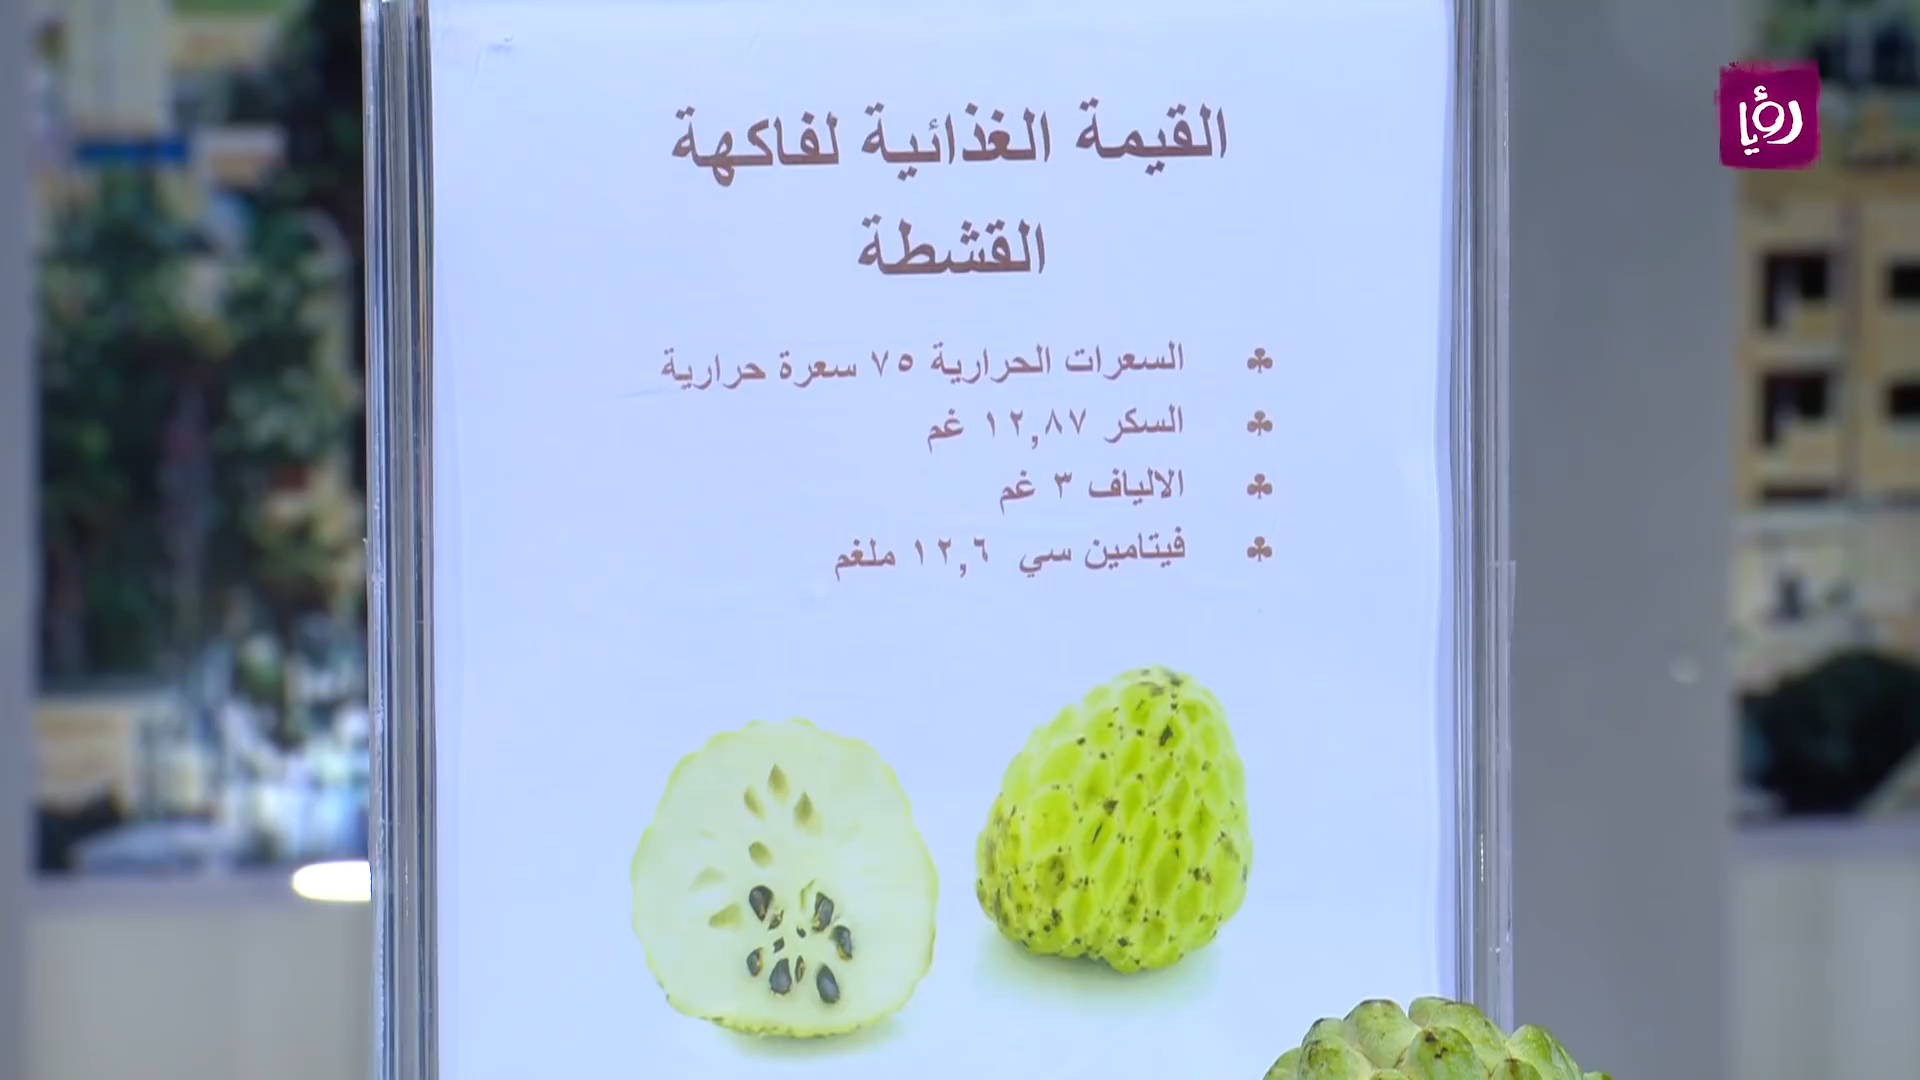 القيمة الغذائية لفاكهة
القشطة
♣ السعرات الحرارية ٧٥ سعرة حرارية
♣ السكر ١٢,٨٧ غم
♣ الالياف ٣ غم
♣ فيتامين سي ١٢,٦ ملغم
رؤيا